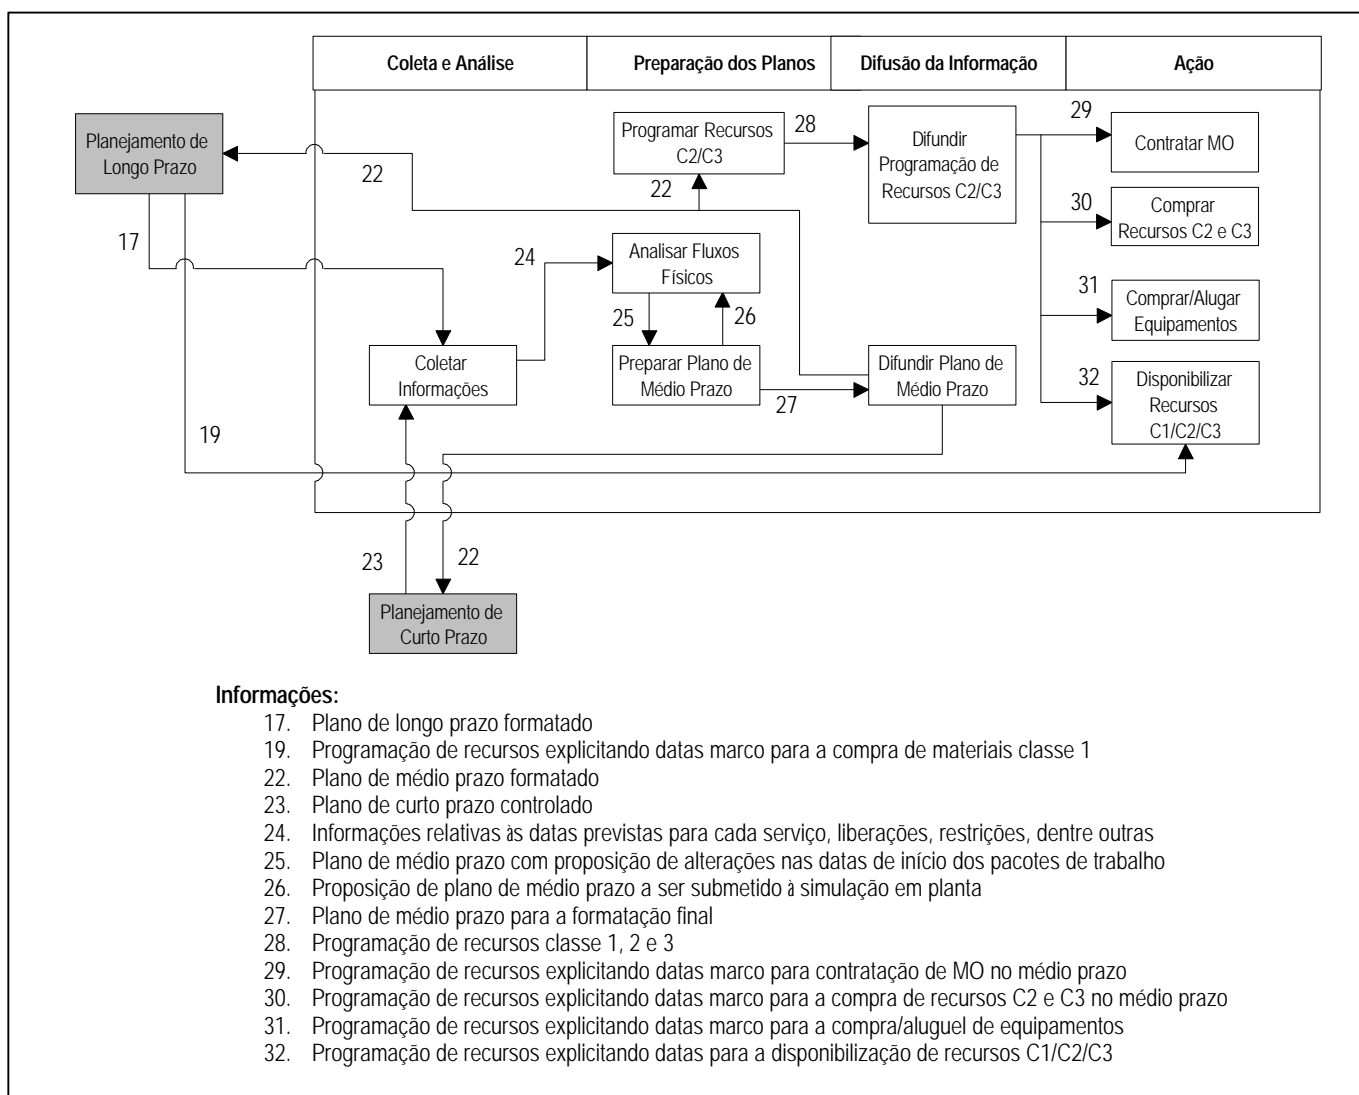 Coleta e Análise
Preparação dos Planos
Difusão da Informação
Ação
Planejamento de
Longo Prazo
22
17
19
Programar Recursos
C2/C3
28
22
Difundir
Programação de
Recursos C2/C3
29
Contratar MO
30
Comprar
Recursos C2 e C3
24
Analisar Fluxos
Físicos
25
26
31
Comprar/Alugar
Equipamentos
Coletar
Informações
Preparar Plano de
Médio Prazo
27
Difundir Plano de
Médio Prazo
32
Disponibilizar
Recursos
C1/C2/C3
23
22
Planejamento de
Curto Prazo
Informações:
17. Plano de longo prazo formatado
19. Programação de recursos explicitando datas marco para a compra de materiais classe 1
22. Plano de médio prazo formatado
23. Plano de curto prazo controlado
24. Informações relativas às datas previstas para cada serviço, liberações, restrições, dentre outras
25. Plano de médio prazo com proposição de alterações nas datas de início dos pacotes de trabalho
26. Proposição de plano de médio prazo a ser submetido à simulação em planta
27. Plano de médio prazo para a formatação final
28. Programação de recursos classe 1, 2 e 3
29. Programação de recursos explicitando datas marco para contratação de MO no médio prazo
30. Programação de recursos explicitando datas marco para a compra de recursos C2 e C3 no médio prazo
31. Programação de recursos explicitando datas marco para a compra/aluguel de equipamentos
32. Programação de recursos explicitando datas para a disponibilização de recursos C1/C2/C3